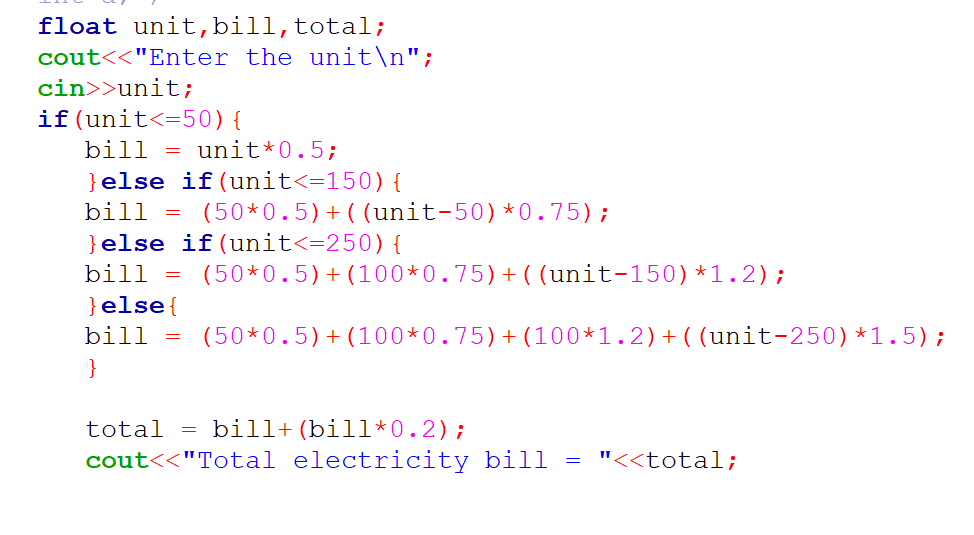 float unit,bill,total;
cout<<"Enter the unit\n";
cin>>unit;
if(unit<=50){
bill = unit*0.5;
}else if(unit<=150){
bill = (50*0.5)+((unit-50)*0.75);
}else if(unit<=250){
bill = (50*0.5)+(100*0.75)+((unit-150)*1.2);
}else{
bill = (50*0.5)+(100*0.75)+(100*1.2)+((unit-250)*1.5);
}
total = bill+(bill*0.2);
cout<<"Total electricity bill = "<<total;